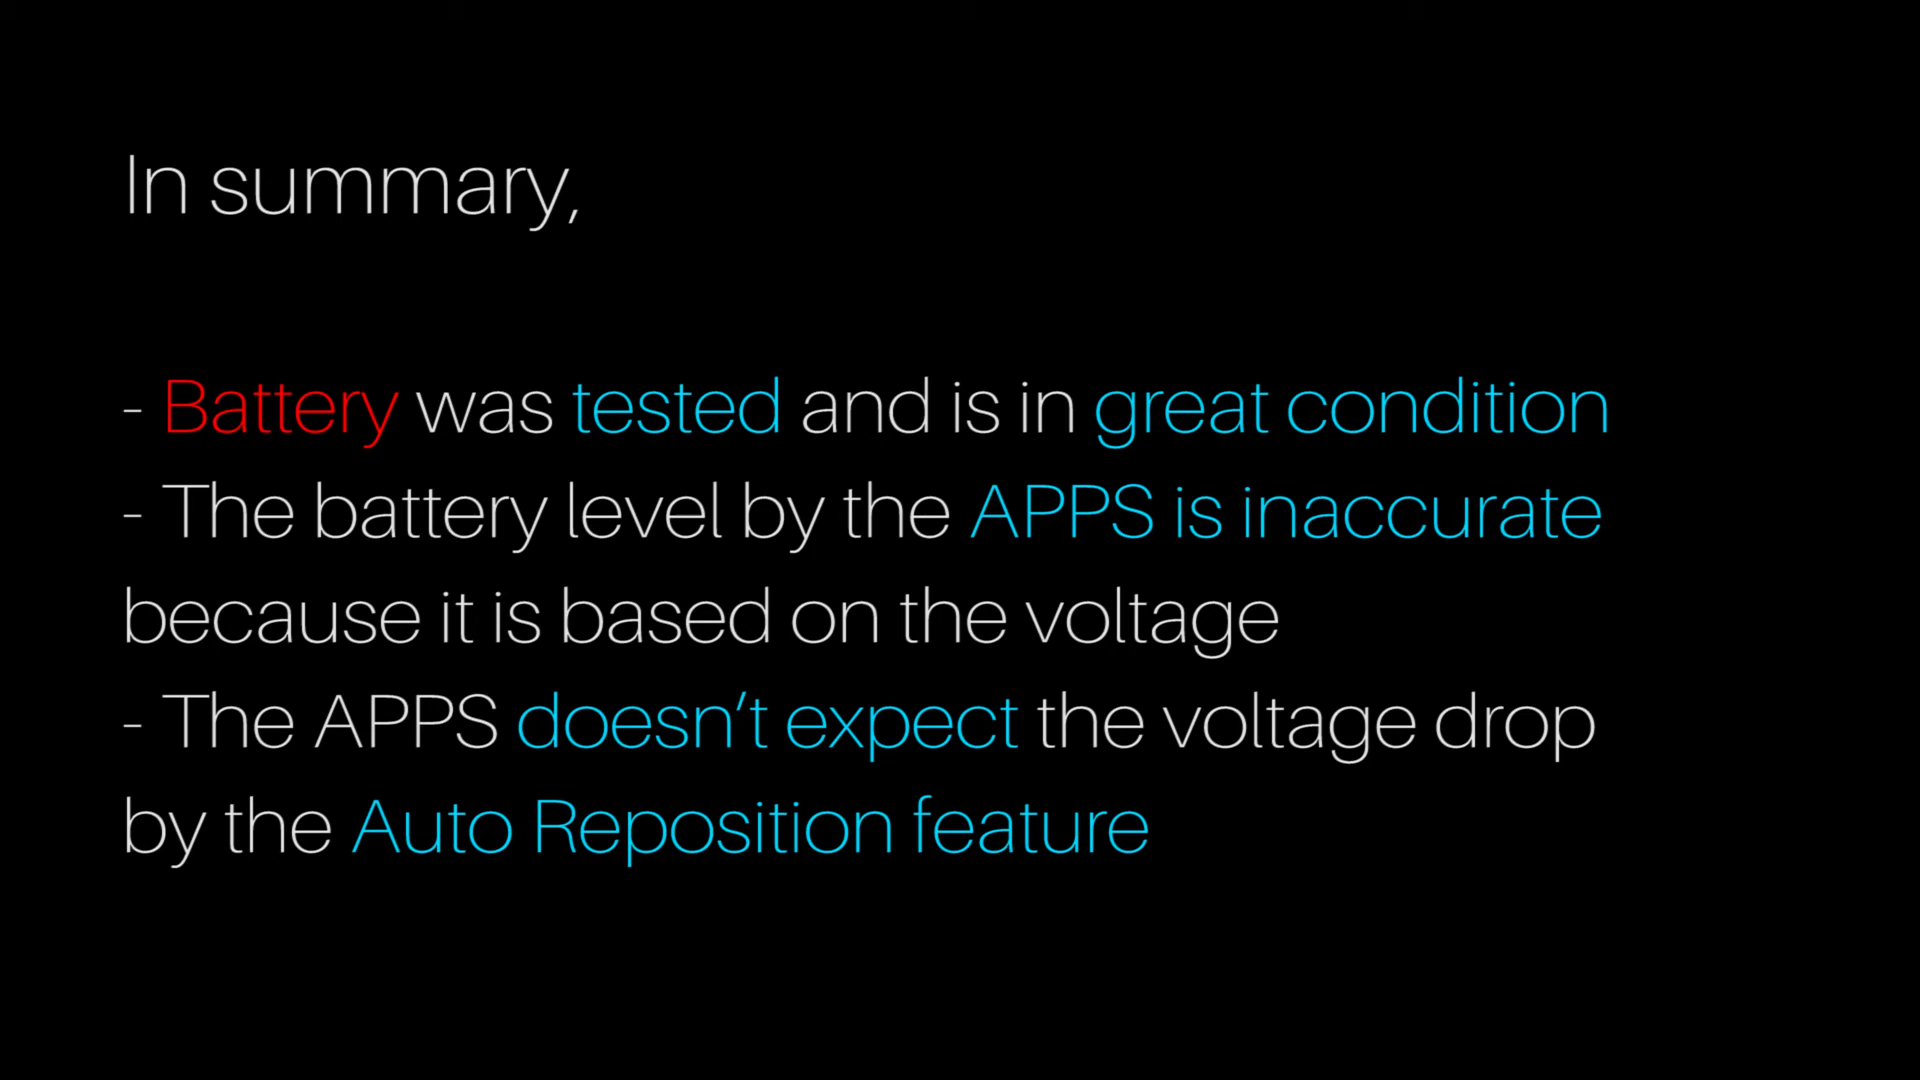 In summary,
- Battery was tested and is in great condition
- The battery level by the APPS is inaccurate
because it is based on the voltage
- The APPS doesn’t expect the voltage drop
by the Auto Reposition feature